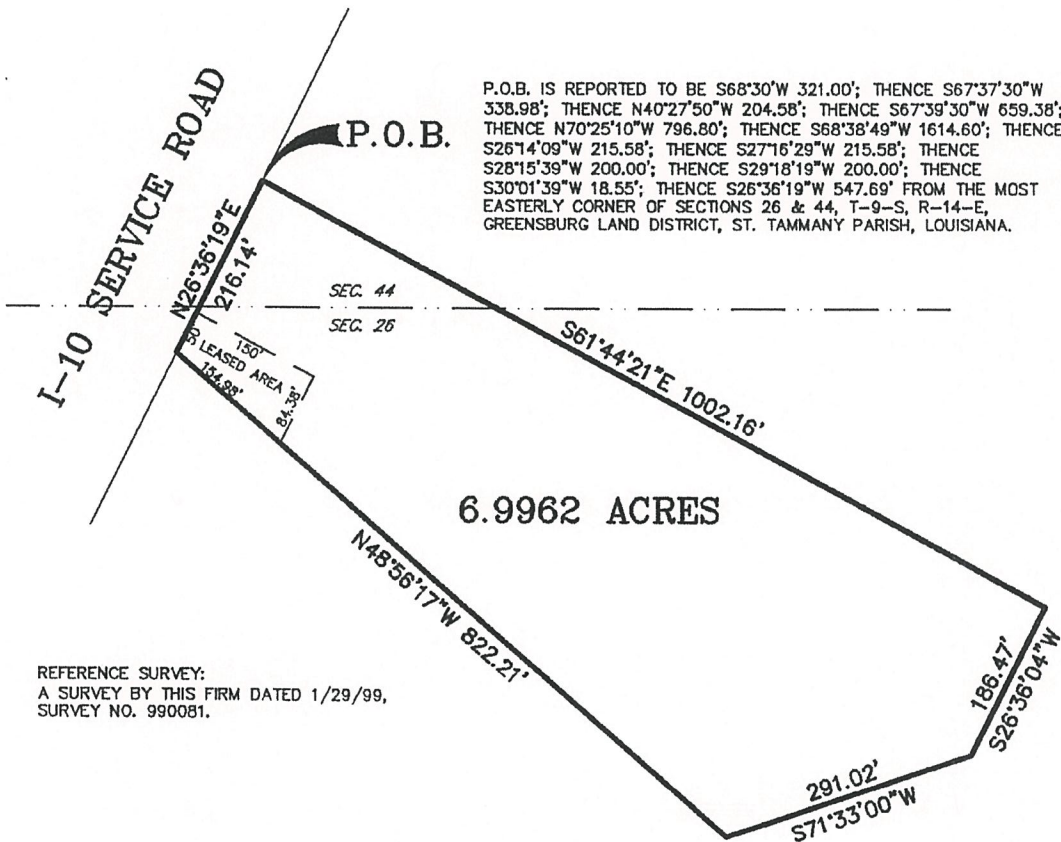 P.O.B. IS REPORTED TO BE S68°30'W 321.00'; THENCE S67°37'30"W
338.98'; THENCE N40°27'50"W 204.58'; THENCE S67°39'30"W 659.38';
THENCE N70°25'10"W 796.80'; THENCE S68°38'49"W 1614.60'; THENCE
S26°14'09"W 215.58'; THENCE S27°16'29"W 215.58'; THENCE
S28°15'39"W 200.00'; THENCE S29°18'19"W 200.00'; THENCE
S30°01'39"W 18.55'; THENCE S26°36'19"W 547.69' FROM THE MOST
EASTERLY CORNER OF SECTIONS 26 & 44, T-9-S, R-14-E,
GREENSBURG LAND DISTRICT, ST. TAMMANY PARISH, LOUISIANA.
P.O.B.
I-10 SERVICE ROAD
N26°36'19"E
216.14'
SEC. 44
SEC. 26
50'
150'
LEASED AREA
154.98'
84.38'
S61°44'21"E 1002.16'
6.9962 ACRES
N48°56'17"W 822.21'
186.47'
S26°36'04"W
291.02'
S71°33'00"W
REFERENCE SURVEY:
A SURVEY BY THIS FIRM DATED 1/29/99,
SURVEY NO. 990081.